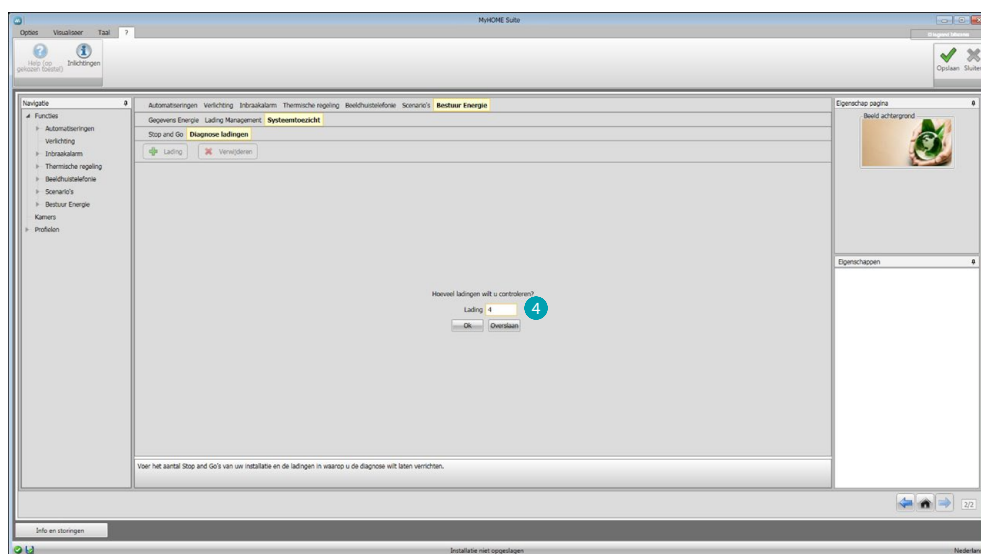 MyHOME Suite
Opties Visualiseer Taal ?
Help (op gekozen toestel)
Inlichtingen
Opslaan Sluiten
Navigatie
Functies
Automatiseringen
Verlichting
Inbraakalarm
Thermische regeling
Beeldhuistelefonie
Scenario's
Bestuur Energie
Kamers
Profielen
Automatiseringen Verlichting Inbraakalarm Thermische regeling Beeldhuistelefonie Scenario's Bestuur Energie
Gegevens Energie Lading Management Systeemtoezicht
Stop and Go Diagnose ladingen
Lading Verwijderen
Hoeveel ladingen wilt u controleren?
Lading 4
4
Ok Overslaan
Voer het aantal Stop and Go's van uw installatie en de ladingen in waarop u de diagnose wilt laten verrichten.
Eigenschap pagina
Beeld achtergrond
Eigenschappen
2/2
Info en storingen
Installatie niet opgeslagen
Nederlan